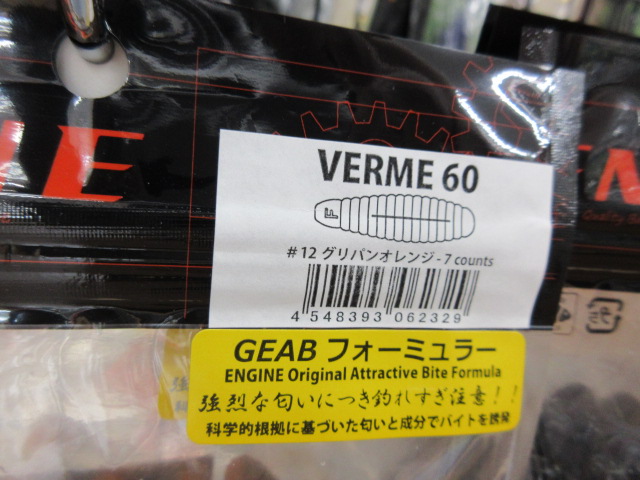 NE
VERME 60
F
#12 グリパンオレンジ - 7 counts
4 548393 062329
GEAB フォーミュラー
ENGINE Original Attractive Bite Formula
強烈な匂いにつき釣れすぎ注意!!
科学的根拠に基づいた匂いと成分でバイトを誘発